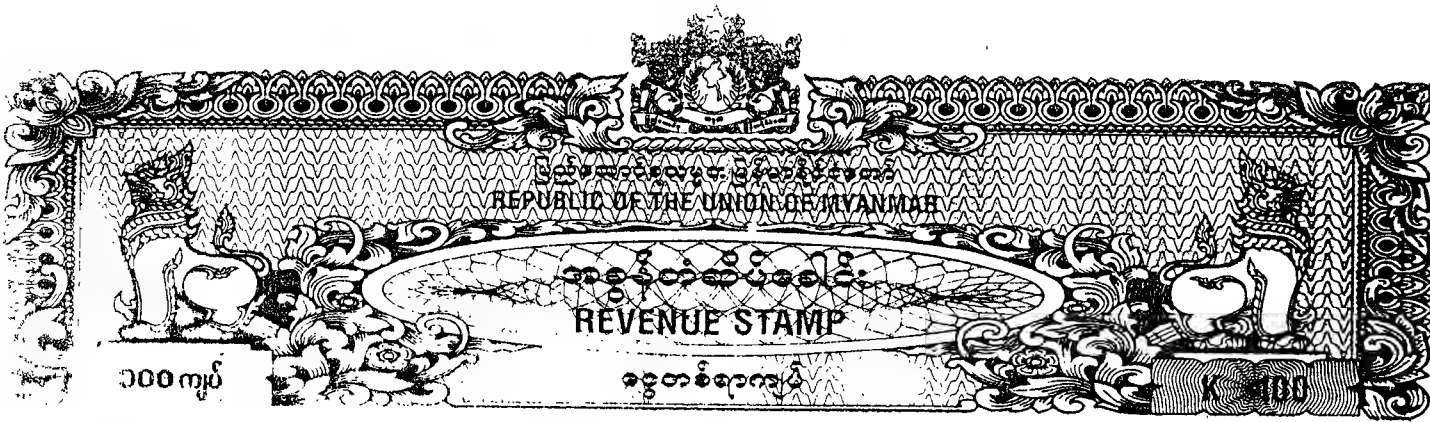 ပြည်ထောင်စုသမ္မတ မြန်မာနိုင်ငံတော်
REPUBLIC OF THE UNION OF MYANMAR
အခွန်တံဆိပ်ခေါင်း
REVENUE STAMP
၁၀၀ ကျပ်
ငွေတစ်ရာကျပ်
K 100